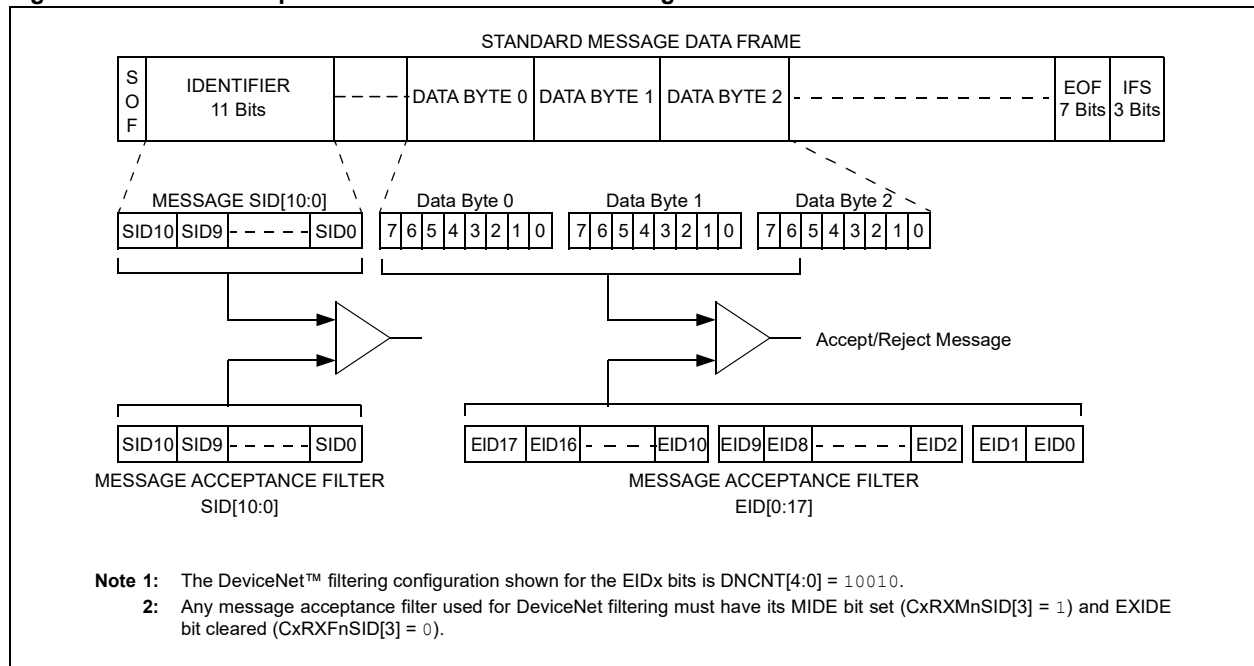 STANDARD MESSAGE DATA FRAME
S
O
F
IDENTIFIER
11 Bits
DATA BYTE 0
DATA BYTE 1
DATA BYTE 2
EOF
7 Bits
IFS
3 Bits
MESSAGE SID[10:0]
SID10 SID9 SID0
Data Byte 0
7 6 5 4 3 2 1 0
Data Byte 1
7 6 5 4 3 2 1 0
Data Byte 2
7 6 5 4 3 2 1 0
Accept/Reject Message
SID10 SID9 SID0
MESSAGE ACCEPTANCE FILTER
SID[10:0]
EID17 EID16 EID10 EID9 EID8 EID2 EID1 EID0
MESSAGE ACCEPTANCE FILTER
EID[0:17]
Note 1: The DeviceNet™ filtering configuration shown for the EIDx bits is DNCNT[4:0] = 10010.
2: Any message acceptance filter used for DeviceNet filtering must have its MIDE bit set (CxRXMnSID[3] = 1) and EXIDE
bit cleared (CxRXFnSID[3] = 0).